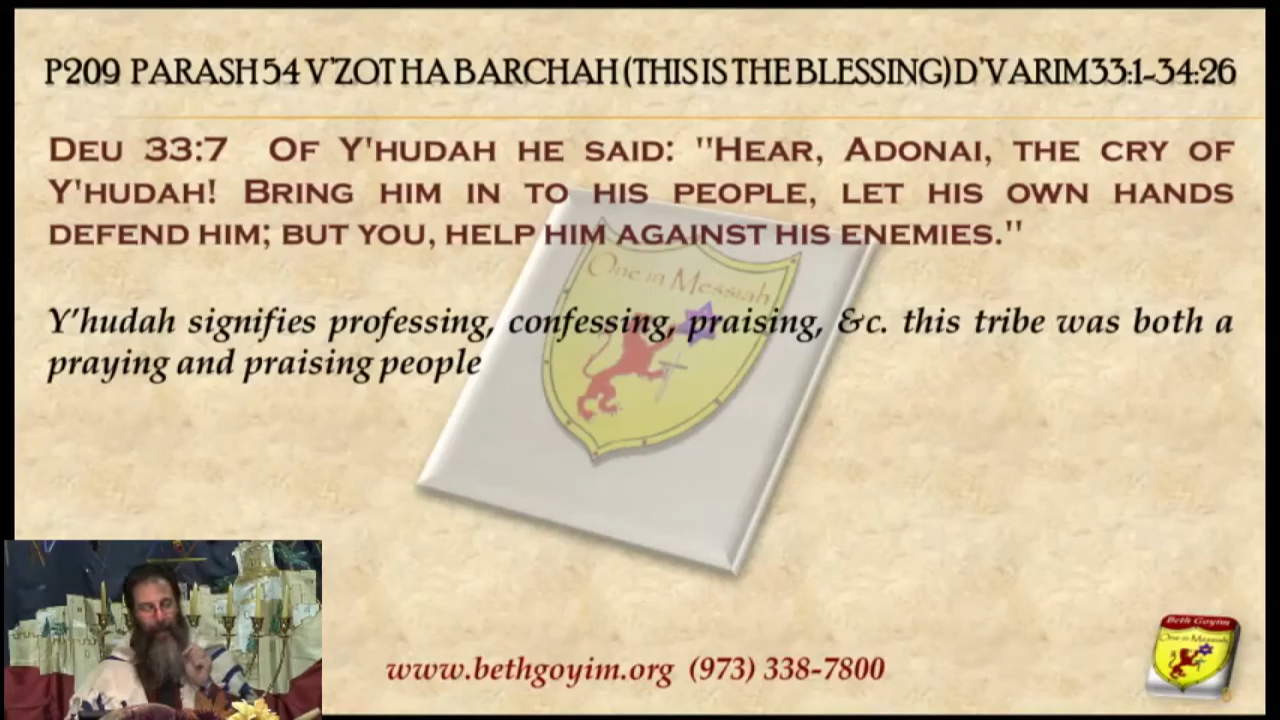 P209 PARASH 54 V'ZOT HA BARCHAH (THIS IS THE BLESSING) D'VARIM 33:1-34:26
Deu 33:7 Of Y'hudah he said: "Hear, Adonai, the cry of
Y'hudah! Bring him in to his people, let his own hands
defend him; but you, help him against his enemies."
One in Messiah
Y'hudah signifies professing, confessing, praising, &c. this tribe was both a
praying and praising people
www.bethgoyim.org (973) 338-7800
Beth Goyim
One in Messiah
8